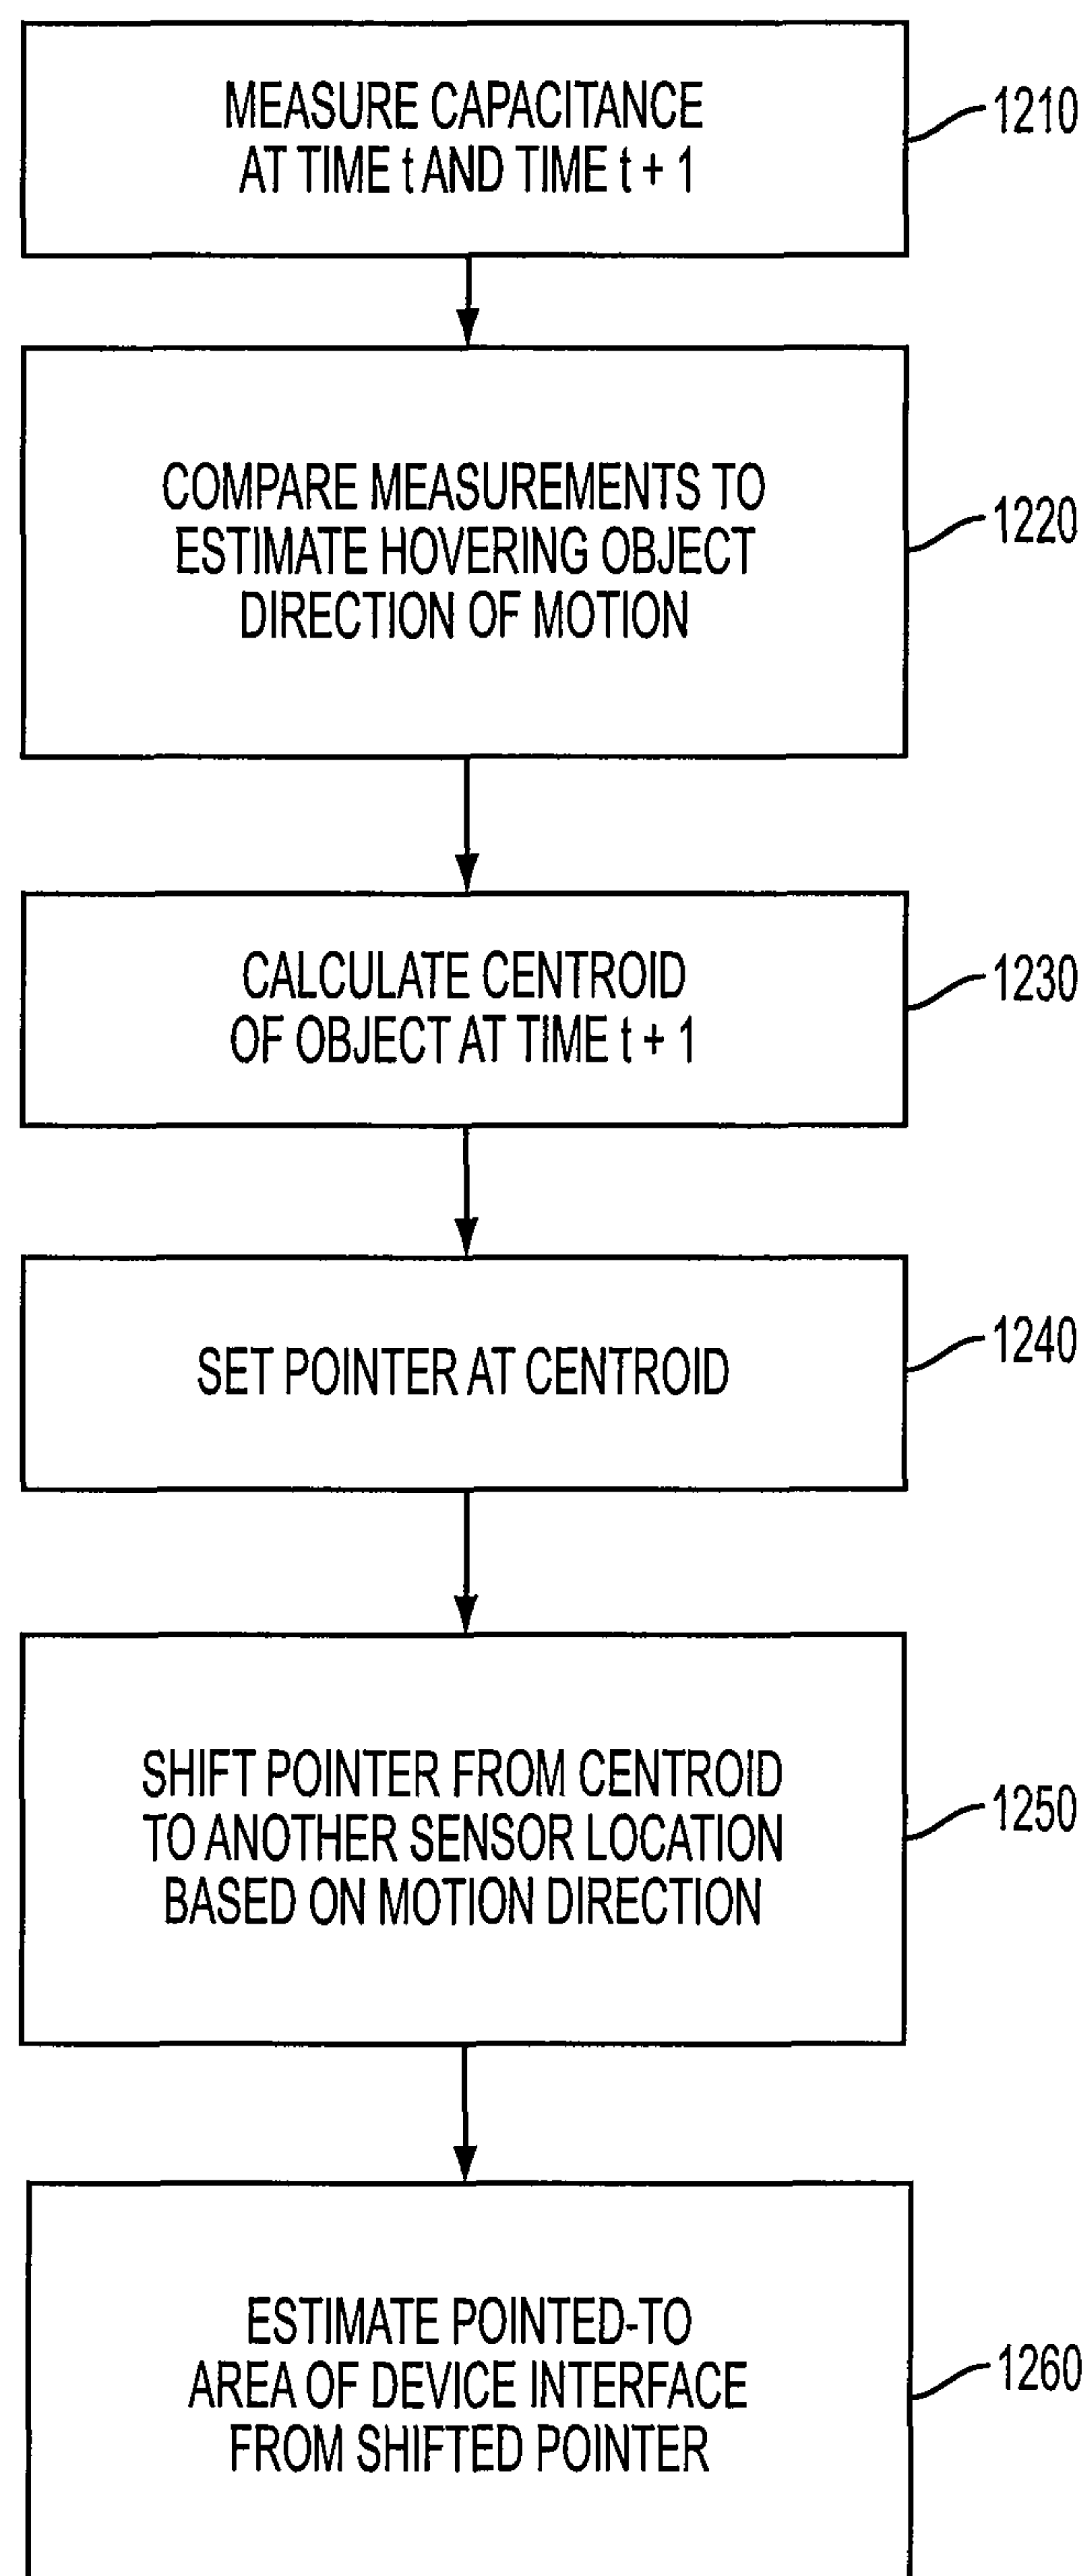 MEASURE CAPACITANCE
AT TIME t AND TIME t + 1
1210
COMPARE MEASUREMENTS TO
ESTIMATE HOVERING OBJECT
DIRECTION OF MOTION
1220
CALCULATE CENTROID
OF OBJECT AT TIME t + 1
1230
SET POINTER AT CENTROID
1240
SHIFT POINTER FROM CENTROID
TO ANOTHER SENSOR LOCATION
BASED ON MOTION DIRECTION
1250
ESTIMATE POINTED-TO
AREA OF DEVICE INTERFACE
FROM SHIFTED POINTER
1260